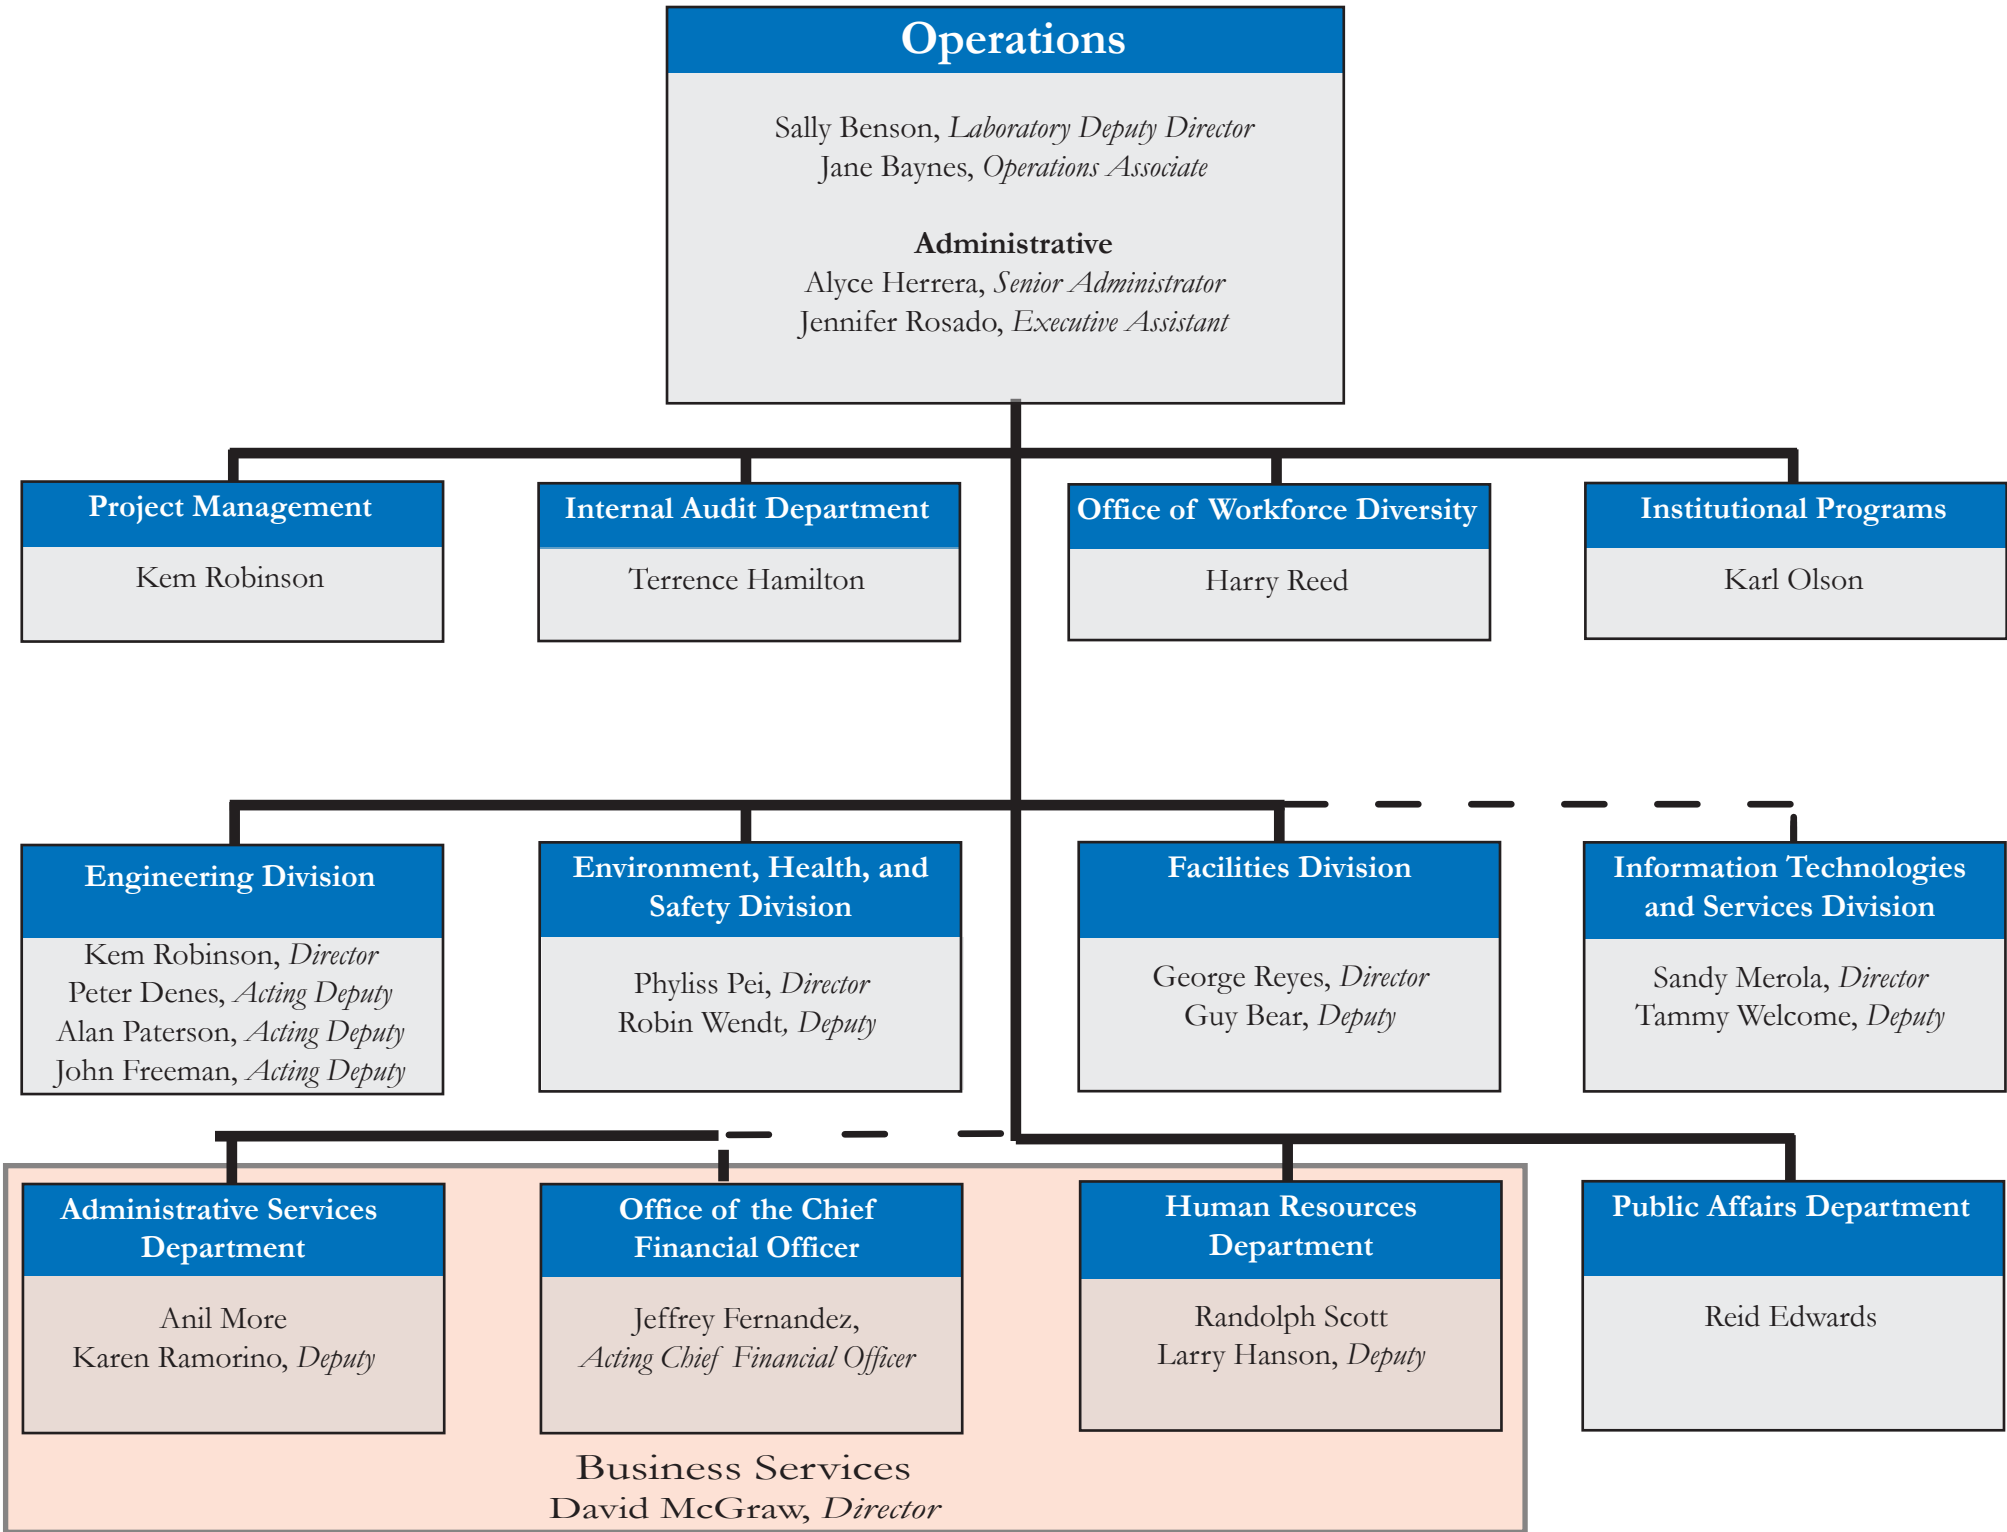 Operations
Sally Benson, Laboratory Deputy Director
Jane Baynes, Operations Associate
Administrative
Alyce Herrera, Senior Administrator
Jennifer Rosado, Executive Assistant
Project Management
Kem Robinson
Internal Audit Department
Terrence Hamilton
Office of Workforce Diversity
Harry Reed
Institutional Programs
Karl Olson
Engineering Division
Kem Robinson, Director
Peter Denes, Acting Deputy
Alan Paterson, Acting Deputy
John Freeman, Acting Deputy
Environment, Health, and
Safety Division
Phyliss Pei, Director
Robin Wendt, Deputy
Facilities Division
George Reyes, Director
Guy Bear, Deputy
Information Technologies
and Services Division
Sandy Merola, Director
Tammy Welcome, Deputy
Administrative Services
Department
Anil More
Karen Ramorino, Deputy
Office of the Chief
Financial Officer
Jeffrey Fernandez,
Acting Chief Financial Officer
Human Resources
Department
Randolph Scott
Larry Hanson, Deputy
Public Affairs Department
Reid Edwards
Business Services
David McGraw, Director